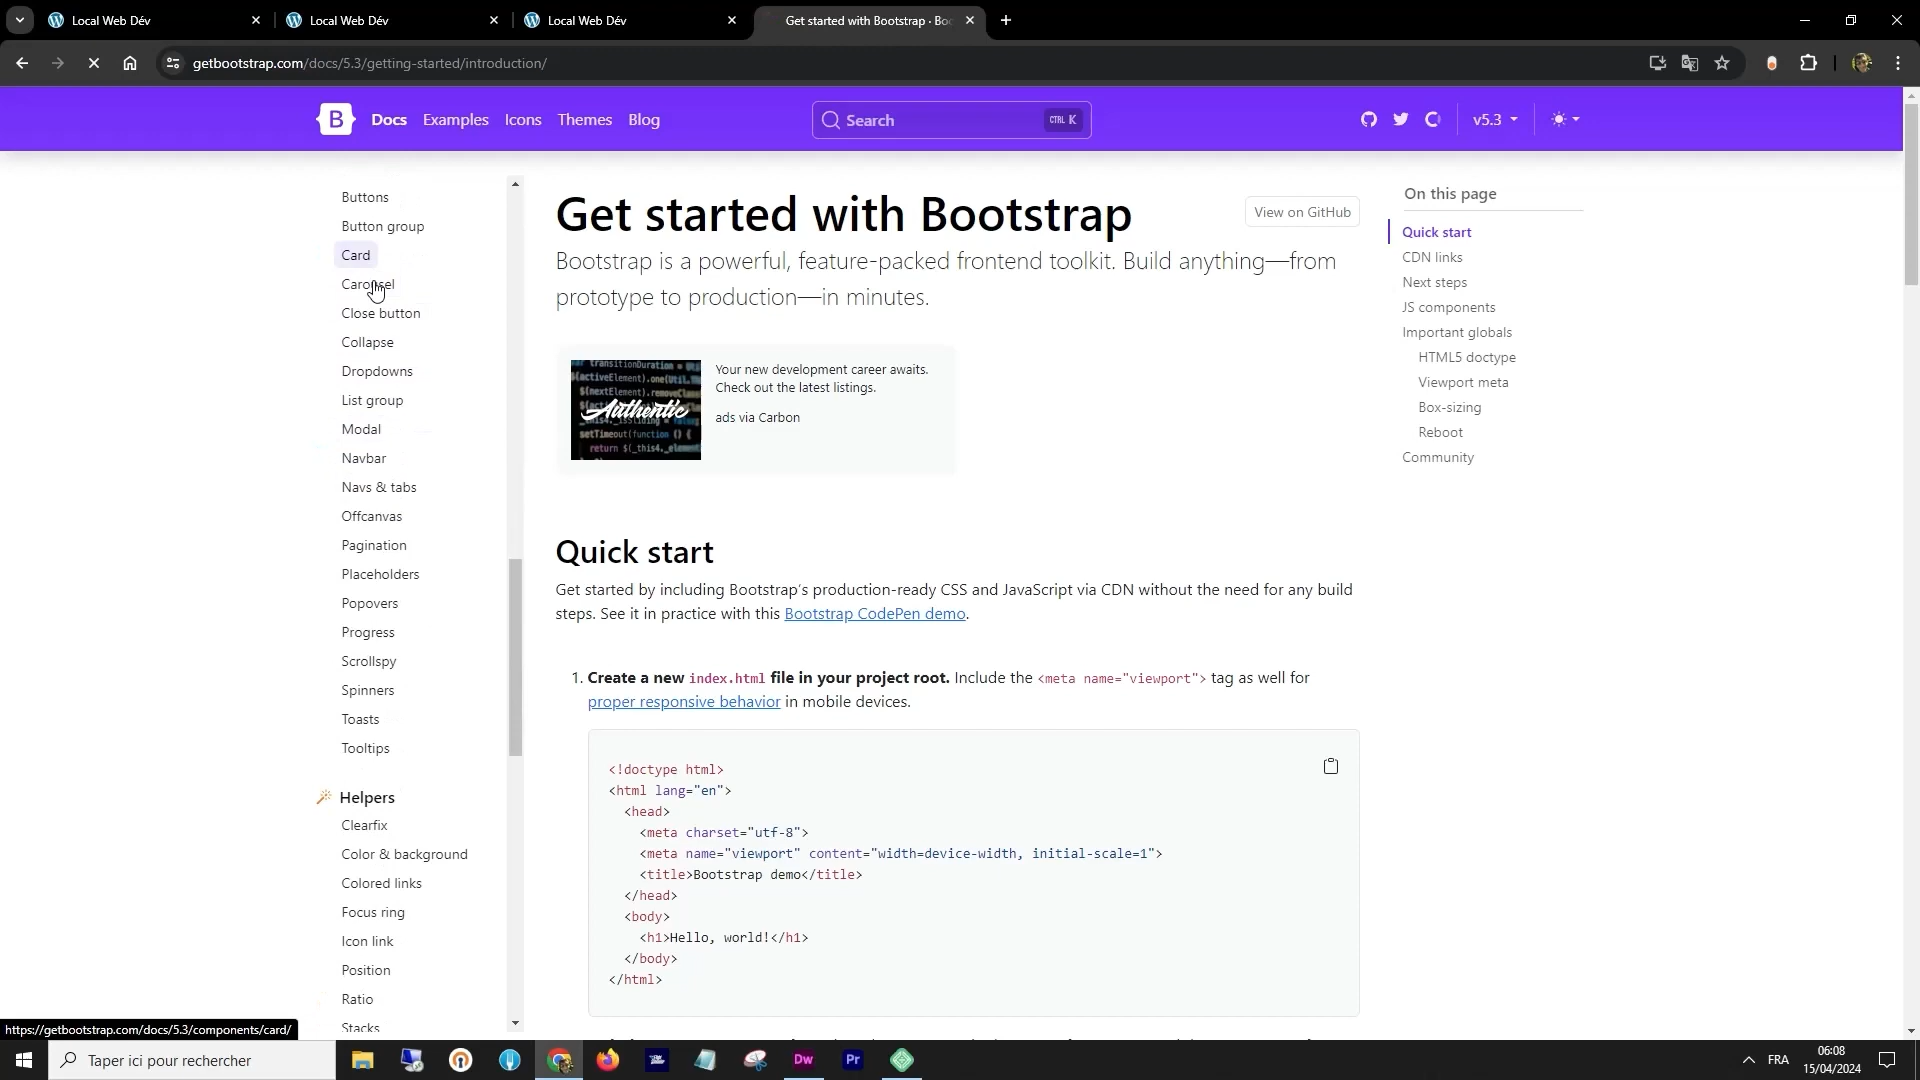 Local Web Dév
Local Web Dév
Local Web Dév
Get started with Bootstrap · Boo
getbootstrap.com/docs/5.3/getting-started/introduction/
B
Docs
Examples
Icons
Themes
Blog
Search
CTRL K
v5.3
Buttons
Button group
Card
Carousel
Close button
Collapse
Dropdowns
List group
Modal
Navbar
Navs & tabs
Offcanvas
Pagination
Placeholders
Popovers
Progress
Scrollspy
Spinners
Toasts
Tooltips
Helpers
Clearfix
Color & background
Colored links
Focus ring
Icon link
Position
Ratio
Stacks
Get started with Bootstrap
View on GitHub
Bootstrap is a powerful, feature-packed frontend toolkit. Build anything—from
prototype to production—in minutes.
Authentic
Your new development career awaits.
Check out the latest listings.
ads via Carbon
Quick start
Get started by including Bootstrap's production-ready CSS and JavaScript via CDN without the need for any build
steps. See it in practice with this Bootstrap CodePen demo.
1. Create a new index.html file in your project root. Include the <meta name="viewport"> tag as well for
proper responsive behavior in mobile devices.
<!doctype html>
<html lang="en">
<head>
<meta charset="utf-8">
<meta name="viewport" content="width=device-width, initial-scale=1">
<title>Bootstrap demo</title>
</head>
<body>
<h1>Hello, world!</h1>
</body>
</html>
On this page
Quick start
CDN links
Next steps
JS components
Important globals
HTML5 doctype
Viewport meta
Box-sizing
Reboot
Community
https://getbootstrap.com/docs/5.3/components/card/
Taper ici pour rechercher
Dw
Pr
FRA
06:08
15/04/2024